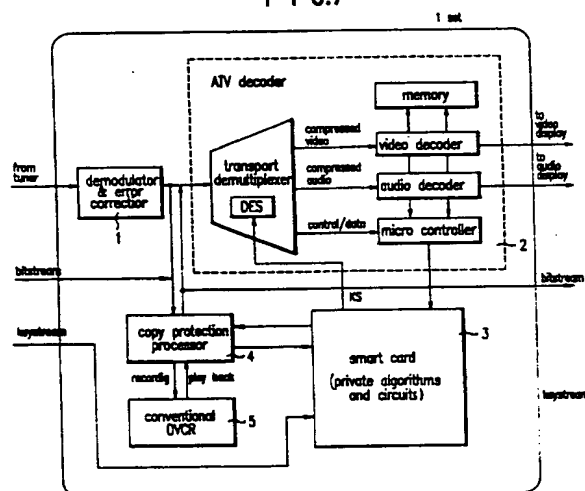 1 set
A/V decoder
memory
compressed
video
to
video
display
video decoder
from
tuner
demodulator
& error
correction
1
transport
demultiplexer
DES
compressed
audio
audio decoder
to
audio
display
control/data
micro controller
2
bitstream
bitstream
KS
keystream
copy protection
processor
4
3
smart card
(private algorithms
and circuits)
recordig
play back
keystream
conventional
DVCR
5